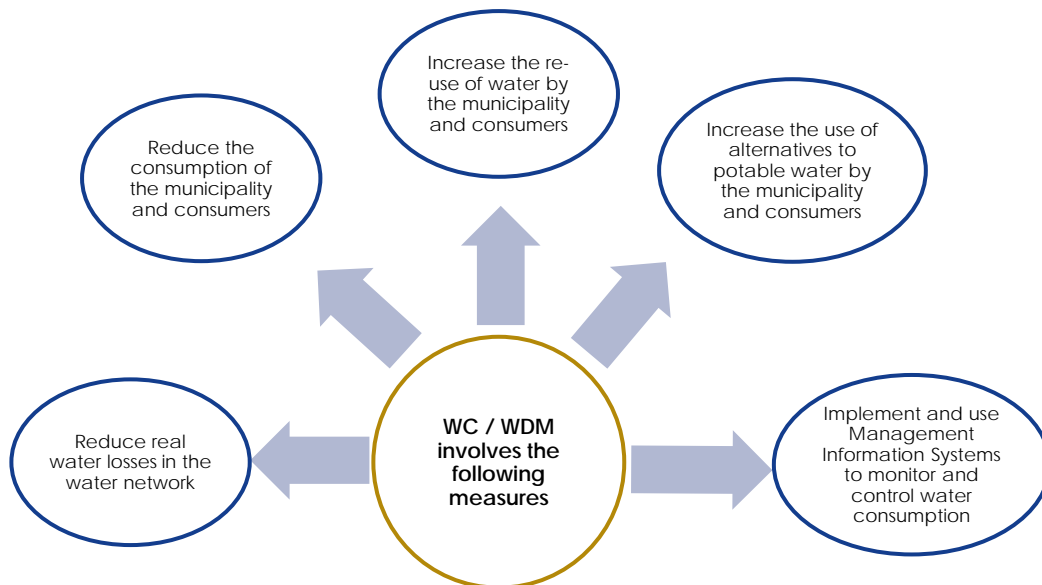 Increase the re-
use of water by
the municipality
and consumers
Reduce the
consumption of
the municipality
and consumers
Increase the use of
alternatives to
potable water by
the municipality
and consumers
Reduce real
water losses in the
water network
WC / WDM
involves the
following
measures
Implement and use
Management
Information Systems
to monitor and
control water
consumption